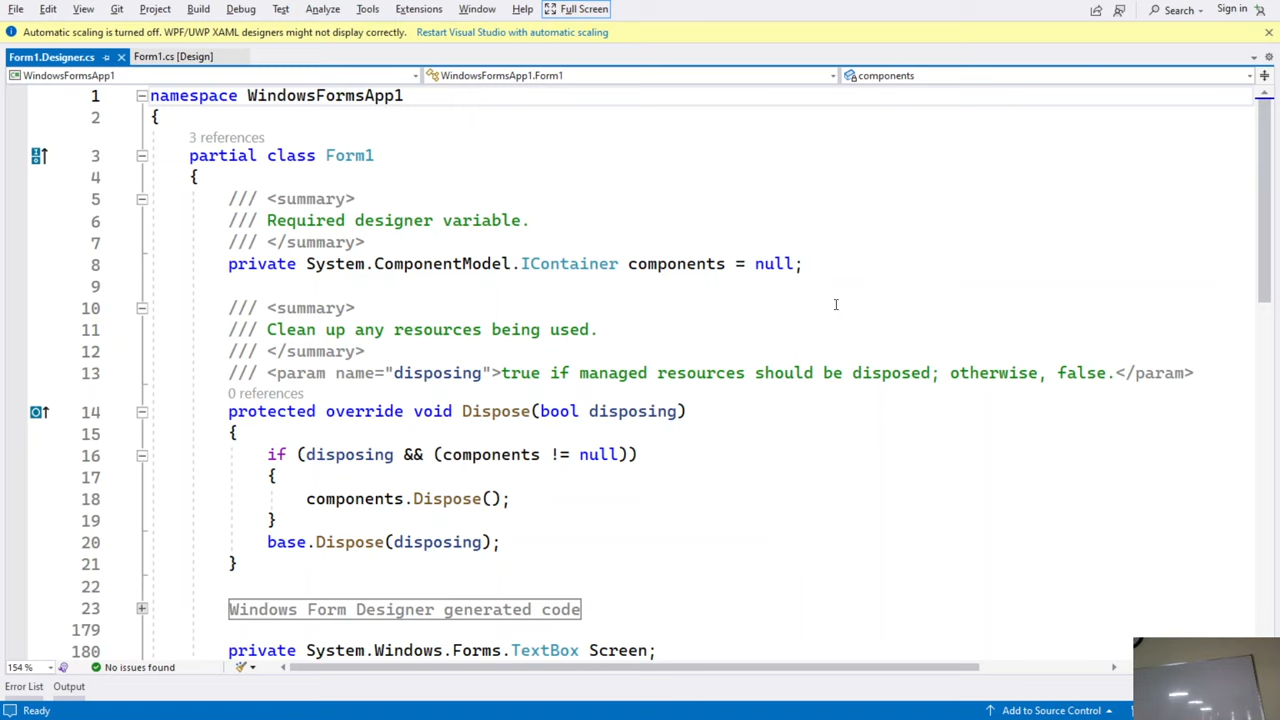 File Edit View Git Project Build Debug Test Analyze Tools Extensions Window Help Full Screen Search Sign in
Automatic scaling is turned off. WPF/UWP XAML designers might not display correctly. Restart Visual Studio with automatic scaling
Form1.Designer.cs Form1.cs [Design]
WindowsFormsApp1 WindowsFormsApp1.Form1 components
1 namespace WindowsFormsApp1
2 {
3 references
3 partial class Form1
4 {
5 /// <summary>
6 /// Required designer variable.
7 /// </summary>
8 private System.ComponentModel.IContainer components = null;
9
10 /// <summary>
11 /// Clean up any resources being used.
12 /// </summary>
13 /// <param name="disposing">true if managed resources should be disposed; otherwise, false.</param>
0 references
14 protected override void Dispose(bool disposing)
15 {
16 if (disposing && (components != null))
17 {
18 components.Dispose();
19 }
20 base.Dispose(disposing);
21 }
22
23 Windows Form Designer generated code
179
180 private System.Windows.Forms.TextBox Screen;
154 % No issues found
Error List Output
Ready Add to Source Control